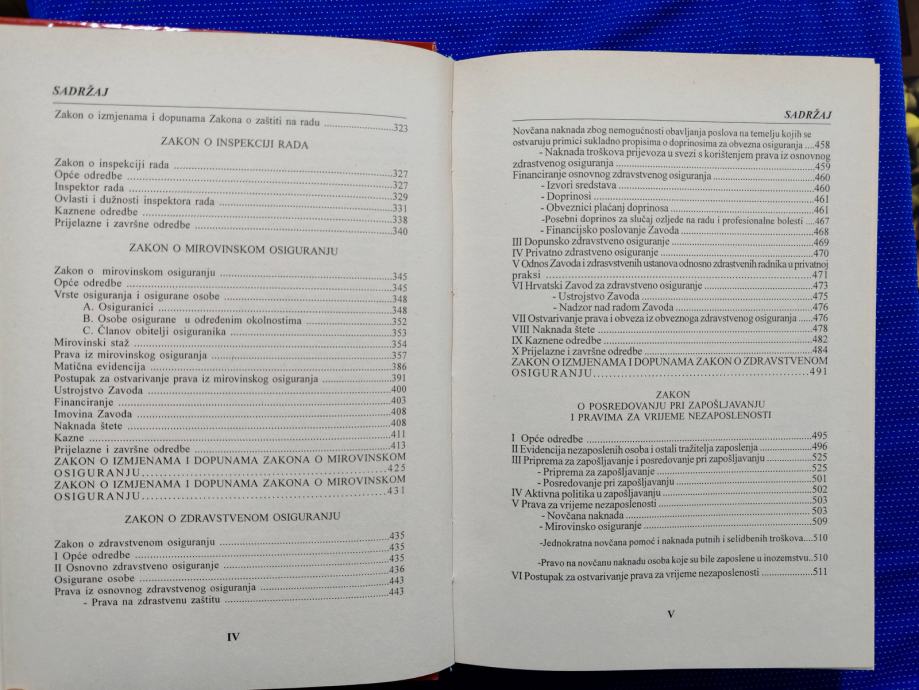 SADRŽAJ
Zakon o izmjenama i dopunama Zakona o zaštiti na radu ....................323
ZAKON O INSPEKCIJI RADA
Zakon o inspekciji rada ....................327
Opće odredbe ....................327
Inspektor rada ....................329
Ovlasti i dužnosti inspektora rada ....................331
Kaznene odredbe ....................338
Prijelazne i završne odredbe ....................340
ZAKON O MIROVINSKOM OSIGURANJU
Zakon o mirovinskom osiguranju ....................345
Opće odredbe ....................345
Vrste osiguranja i osigurane osobe ....................348
A. Osiguranici ....................348
B. Osobe osigurane u određenim okolnostima ....................352
C. Članov obitelji osiguranika ....................353
Mirovinski staž ....................354
Prava iz mirovinskog osiguranja ....................357
Matična evidencija ....................386
Postupak za ostvarivanje prava iz mirovinskog osiguranja ....................391
Ustrojstvo Zavoda ....................400
Financiranje ....................403
Imovina Zavoda ....................408
Naknada štete ....................408
Kazne ....................411
Prijelazne i završne odredbe ....................413
ZAKON O IZMJENAMA I DOPUNAMA ZAKONA O MIROVINSKOM
OSIGURANJU....................425
ZAKON O IZMJENAMA I DOPUNAMA ZAKONA O MIROVINSKOM
OSIGURANJU....................431
ZAKON O ZDRAVSTVENOM OSIGURANJU
Zakon o zdravstvenom osiguranju ....................435
I Opće odredbe ....................435
II Osnovno zdravstveno osiguranje ....................435
Osigurane osobe ....................436
Prava iz osnovnog zdravstvenog osiguranja ....................443
- Prava na zdrastvenu zaštitu ....................443
IV
SADRŽAJ
Novčana naknada zbog nemogućnosti obavljanja poslova na temelju kojih se
ostvaruju primici sukladno propisima o doprinosima za obvezna osiguranja ....458
- Naknada troškova prijevoza u svezi s korištenjem prava iz osnovnog
zdrastvenog osiguranja ....................459
Financiranje osnovnog zdravstvenog osiguranja ....................460
- Izvori sredstava ....................460
- Doprinosi ....................461
- Obveznici plaćanj doprinosa ....................461
-Posebni doprinos za slučaj ozljede na radu i profesionalne bolesti ....467
- Financijsko poslovanje Zavoda ....................468
III Dopunsko zdravstveno osiguranje ....................469
IV Privatno zdrastveno osiguranje ....................470
V Odnos Zavoda i zdrasvstvenih ustanova odnosno zdrastvenih radnika u privatnoj
praksi ....................471
VI Hrvatski Zavod za zdravstveno osiguranje ....................473
- Ustrojstvo Zavoda ....................475
- Nadzor nad radom Zavoda ....................476
VII Ostvarivanje prava i obveza iz obveznoga zdravstvenog osiguranja .....476
VIII Naknada štete ....................478
IX Kaznene odredbe ....................482
X Prijelazne i završne odredbe ....................484
ZAKON O IZMJENAMA I DOPUNAMA ZAKON O ZDRAVSTVENOM
OSIGURANJU....................491
ZAKON
O POSREDOVANJU PRI ZAPOŠLJAVANJU
I PRAVIMA ZA VRIJEME NEZAPOSLENOSTI
I Opće odredbe ....................495
II Evidencija nezaposlenih osoba i ostali tražitelja zaposlenja ....................496
III Priprema za zapošljavanje i posredovanje pri zapošljavanju ....................525
- Priprema za zapošljavanje ....................525
- Posredovanje pri zapošljavanju ....................501
IV Aktivna politika u zapošljavanju ....................502
V Prava za vrijeme nezaposlenosti ....................503
- Novčana naknada ....................503
- Mirovinsko osiguranje ....................509
-Jednokratna novčana pomoć i naknada putnih i selidbenih troškova....510
-Pravo na novčanu naknadu osoba koje su bile zaposlene u inozemstvu..510
VI Postupak za ostvarivanje prava za vrijeme nezaposlenosti ....................511
V